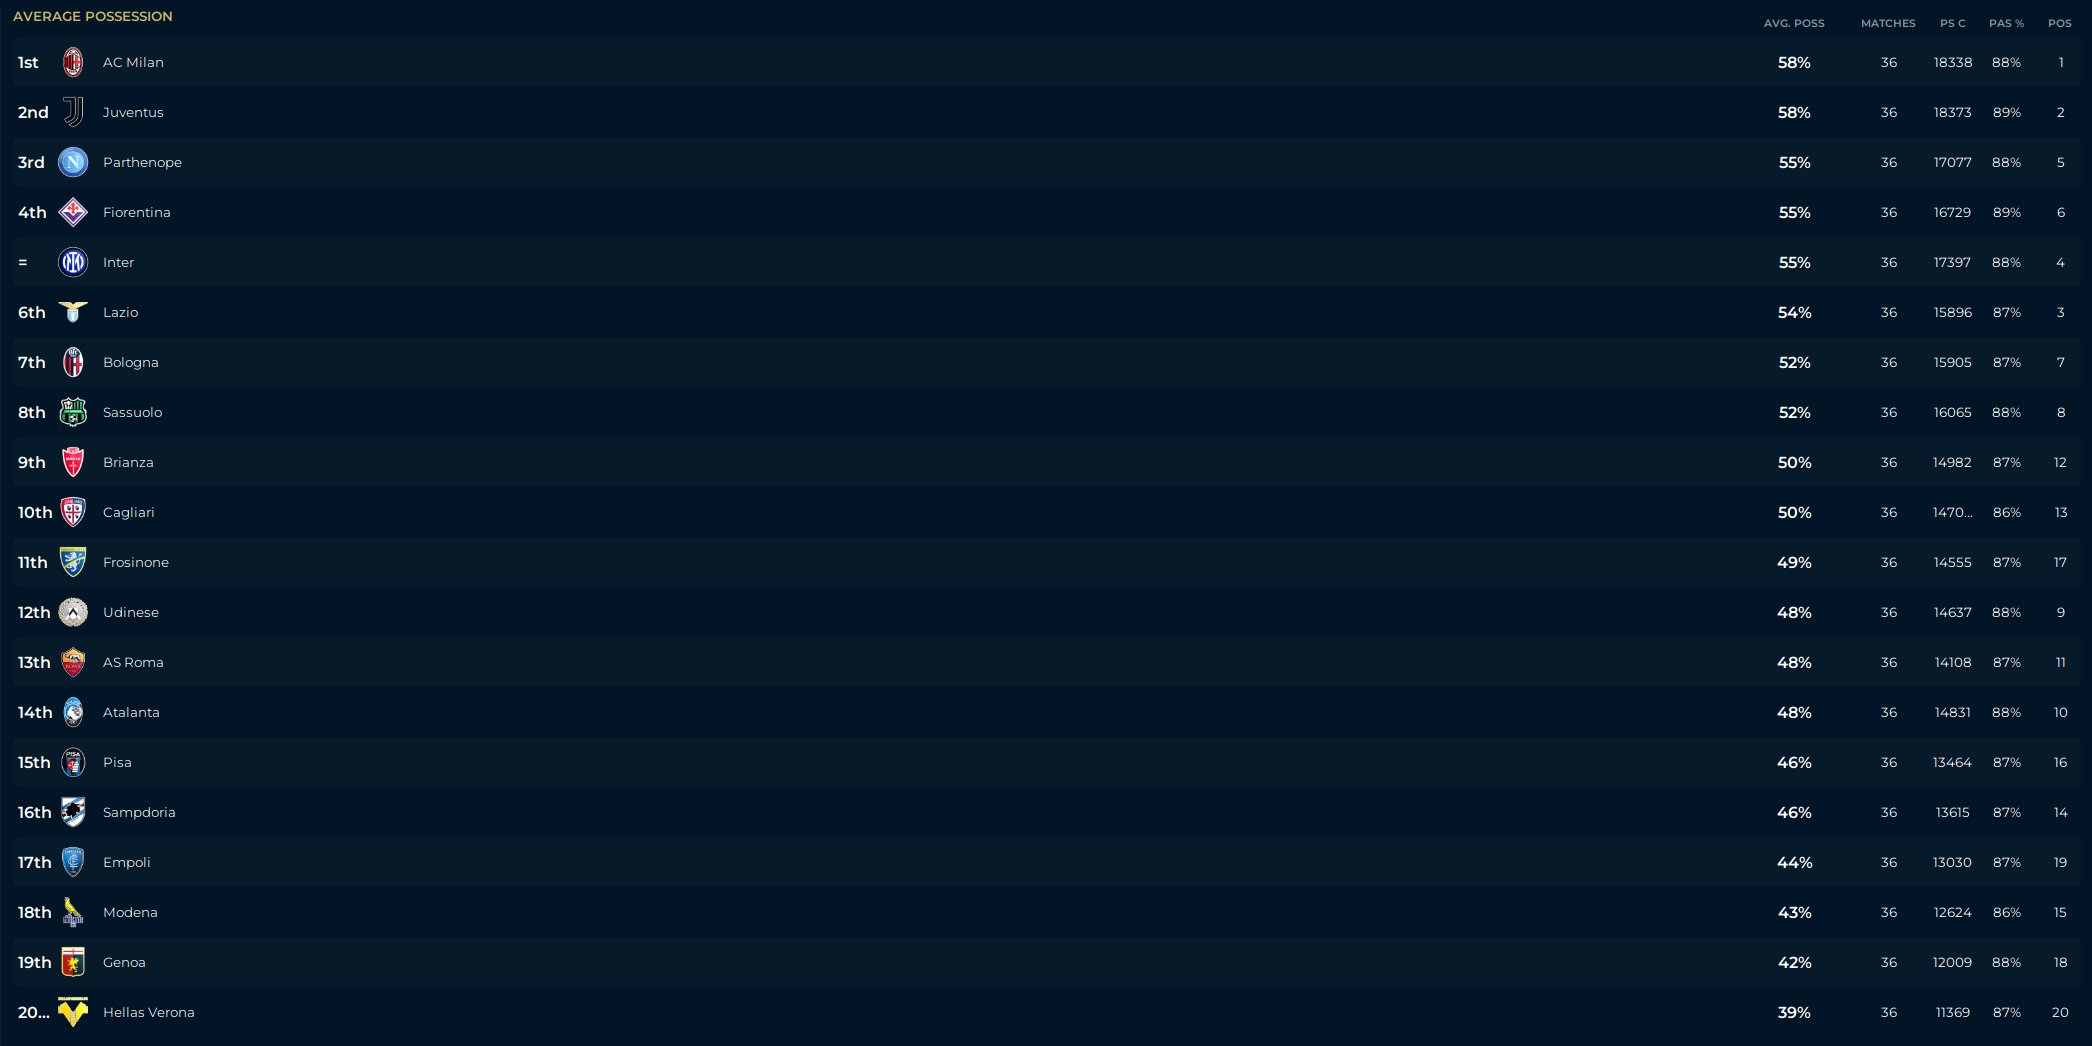 AVERAGE POSSESSION AVG. POSS MATCHES PS C PAS % POS
1st AC Milan 58% 36 18338 88% 1
2nd Juventus 58% 36 18373 89% 2
3rd Parthenope 55% 36 17077 88% 5
4th Fiorentina 55% 36 16729 89% 6
= Inter 55% 36 17397 88% 4
6th Lazio 54% 36 15896 87% 3
7th Bologna 52% 36 15905 87% 7
8th Sassuolo 52% 36 16065 88% 8
9th Brianza 50% 36 14982 87% 12
10th Cagliari 50% 36 1470... 86% 13
11th Frosinone 49% 36 14555 87% 17
12th Udinese 48% 36 14637 88% 9
13th AS Roma 48% 36 14108 87% 11
14th Atalanta 48% 36 14831 88% 10
15th Pisa 46% 36 13464 87% 16
16th Sampdoria 46% 36 13615 87% 14
17th Empoli 44% 36 13030 87% 19
18th Modena 43% 36 12624 86% 15
19th Genoa 42% 36 12009 88% 18
20... Hellas Verona 39% 36 11369 87% 20